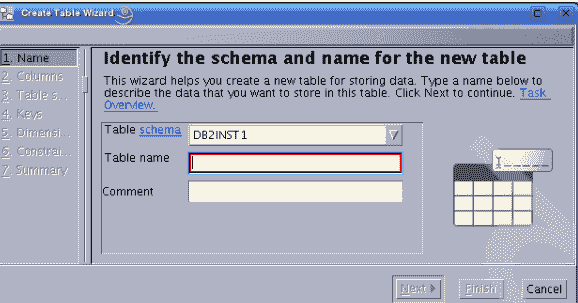 Create Table Wizard
1. Name
2. Columns
3. Table s...
4. Keys
5. Dimensi...
6. Constrai...
7. Summary
Identify the schema and name for the new table
This wizard helps you create a new table for storing data. Type a name below to
describe the data that you want to store in this table. Click Next to continue. Task
Overview.
Table schema
DB2INST1
Table name
Comment
Next
Finish
Cancel